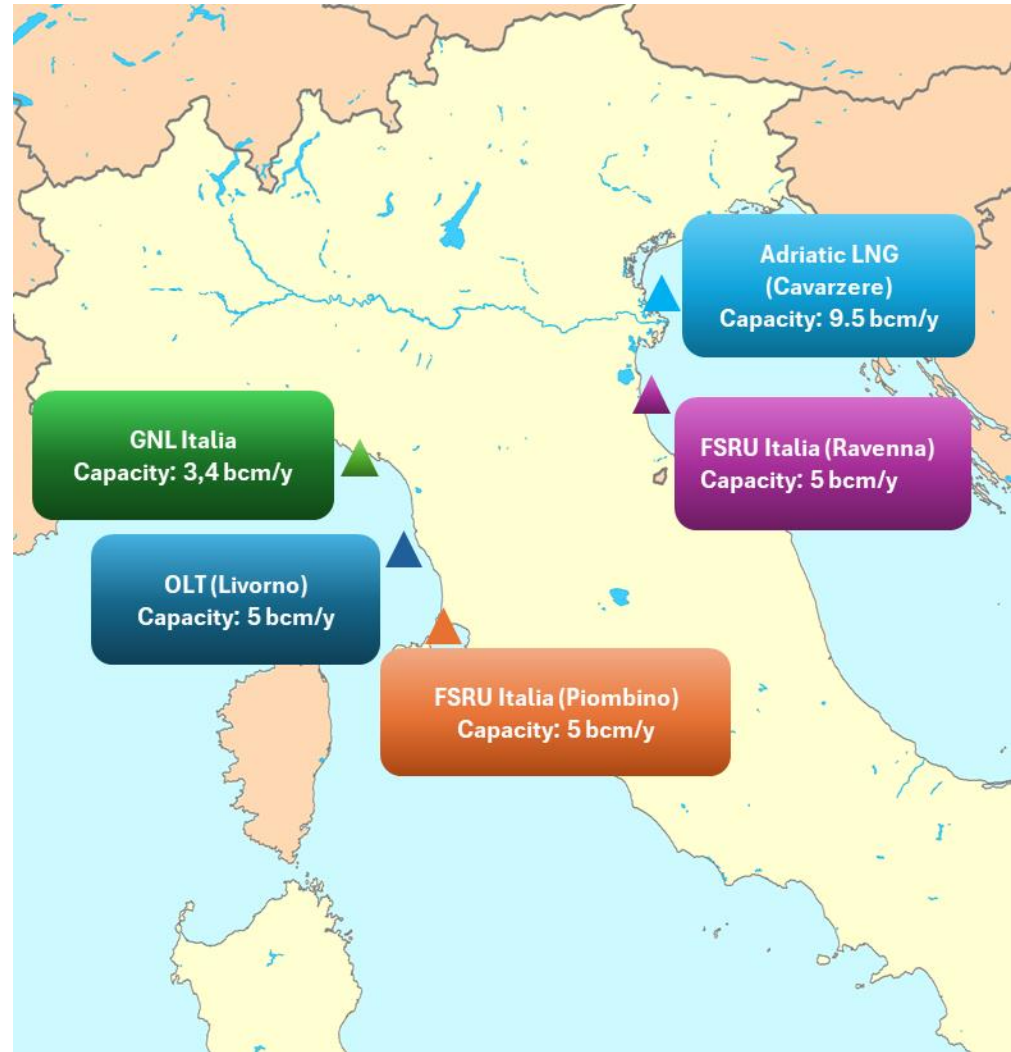 Adriatic LNG
(Cavarzere)
Capacity: 9.5 bcm/y
GNL Italia
Capacity: 3,4 bcm/y
FSRU Italia (Ravenna)
Capacity: 5 bcm/y
OLT (Livorno)
Capacity: 5 bcm/y
FSRU Italia (Piombino)
Capacity: 5 bcm/y